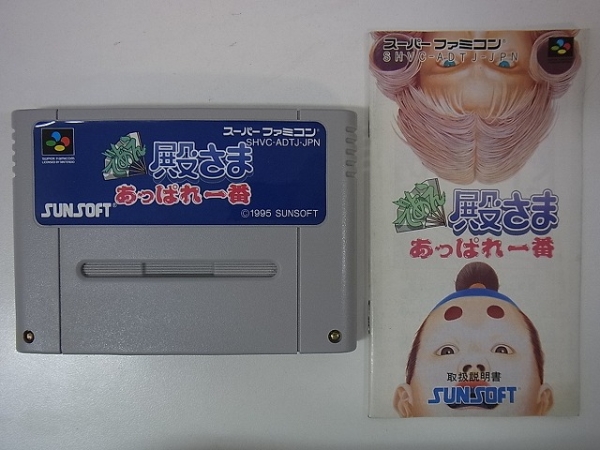 スーパーファミコン
SHVC-ADTJ-JPN
殿さま
あっぱれ一番
SUNSOFT
©1995 SUNSOFT
スーパーファミコン
SHVC-ADTJ-JPN
殿さま
あっぱれ一番
取扱説明書
SUNSOFT